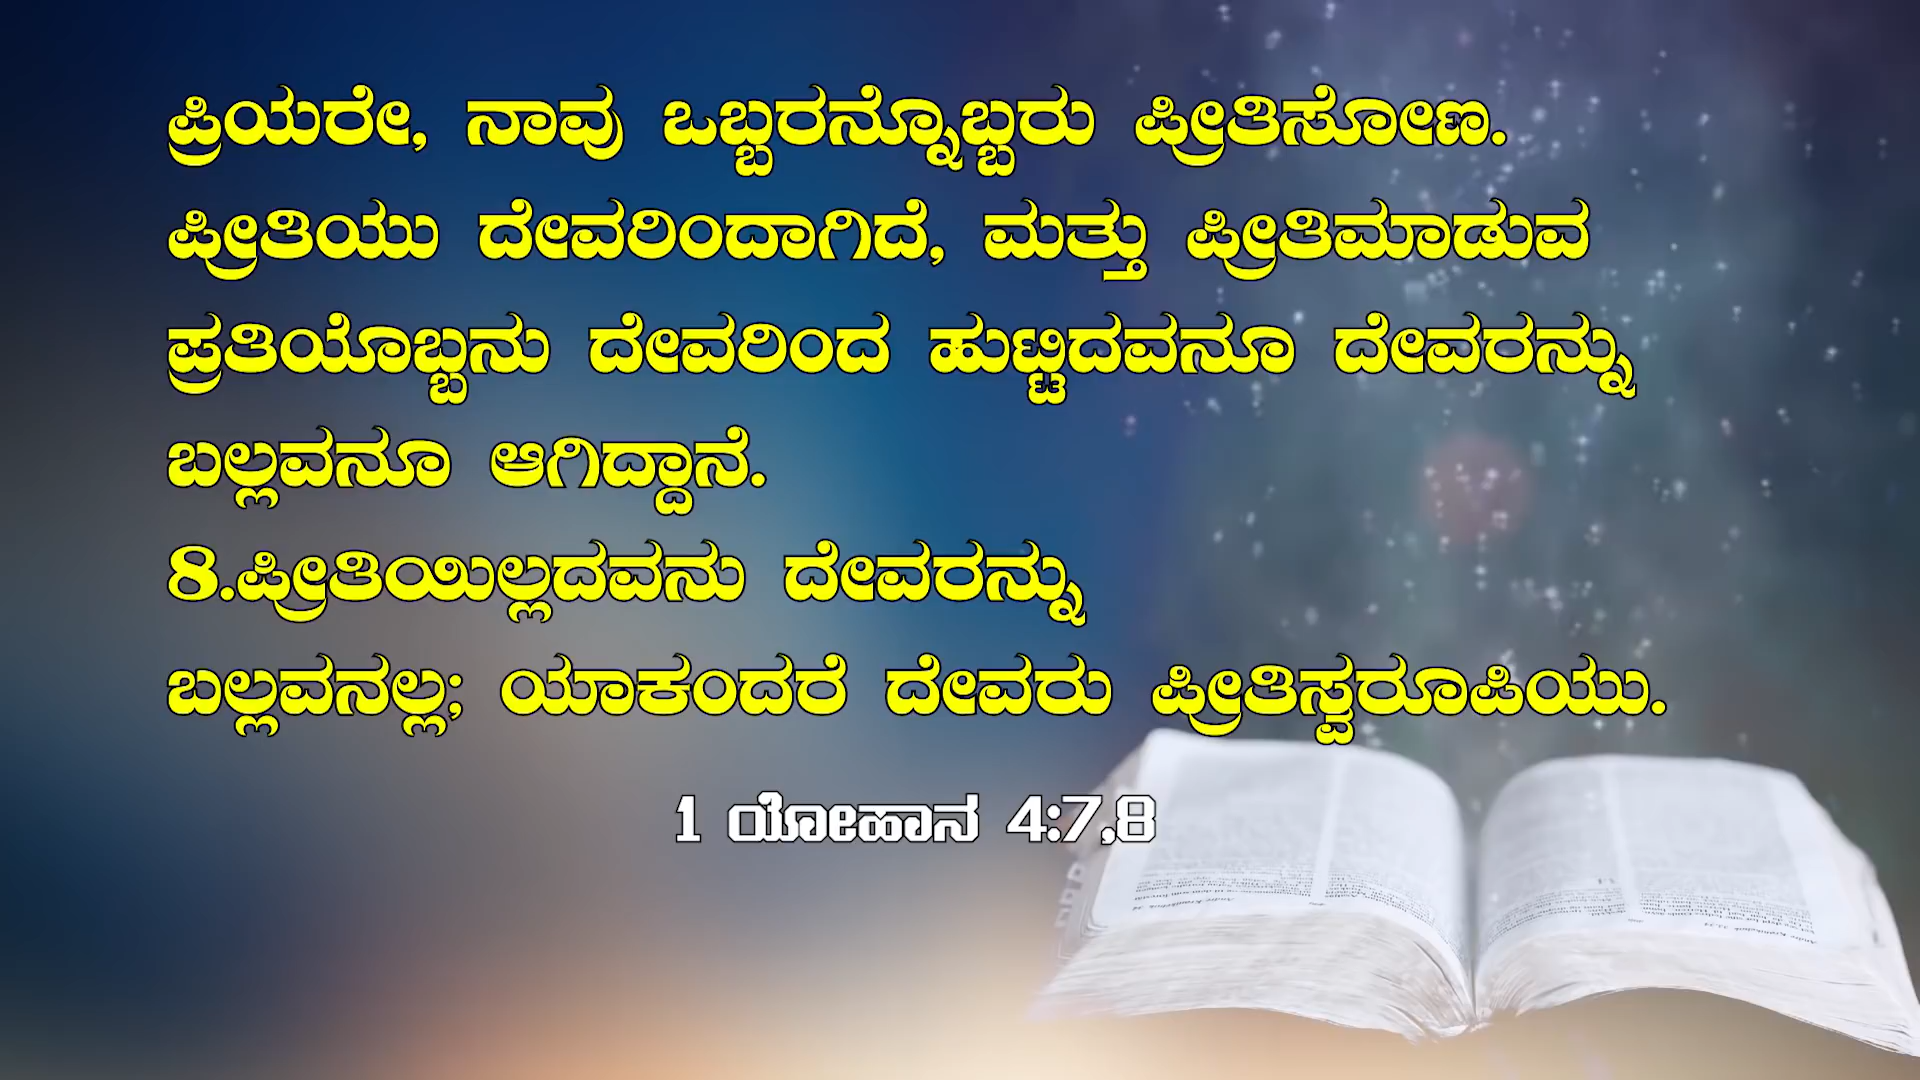 ಪ್ರಿಯರೇ, ನಾವು ಒಬ್ಬರನ್ನೊಬ್ಬರು ಪ್ರೀತಿಸೋಣ.
ಪ್ರೀತಿಯು ದೇವರಿಂದಾಗಿದೆ, ಮತ್ತು ಪ್ರೀತಿಮಾಡುವ
ಪ್ರತಿಯೊಬ್ಬನು ದೇವರಿಂದ ಹುಟ್ಟಿದವನೂ ದೇವರನ್ನು
ಬಲ್ಲವನೂ ಆಗಿದ್ದಾನೆ.
8.ಪ್ರೀತಿಯಿಲ್ಲದವನು ದೇವರನ್ನು
ಬಲ್ಲವನಲ್ಲ; ಯಾಕಂದರೆ ದೇವರು ಪ್ರೀತಿಸ್ವರೂಪಿಯು.
1 ಯೋಹಾನ 4:7,8